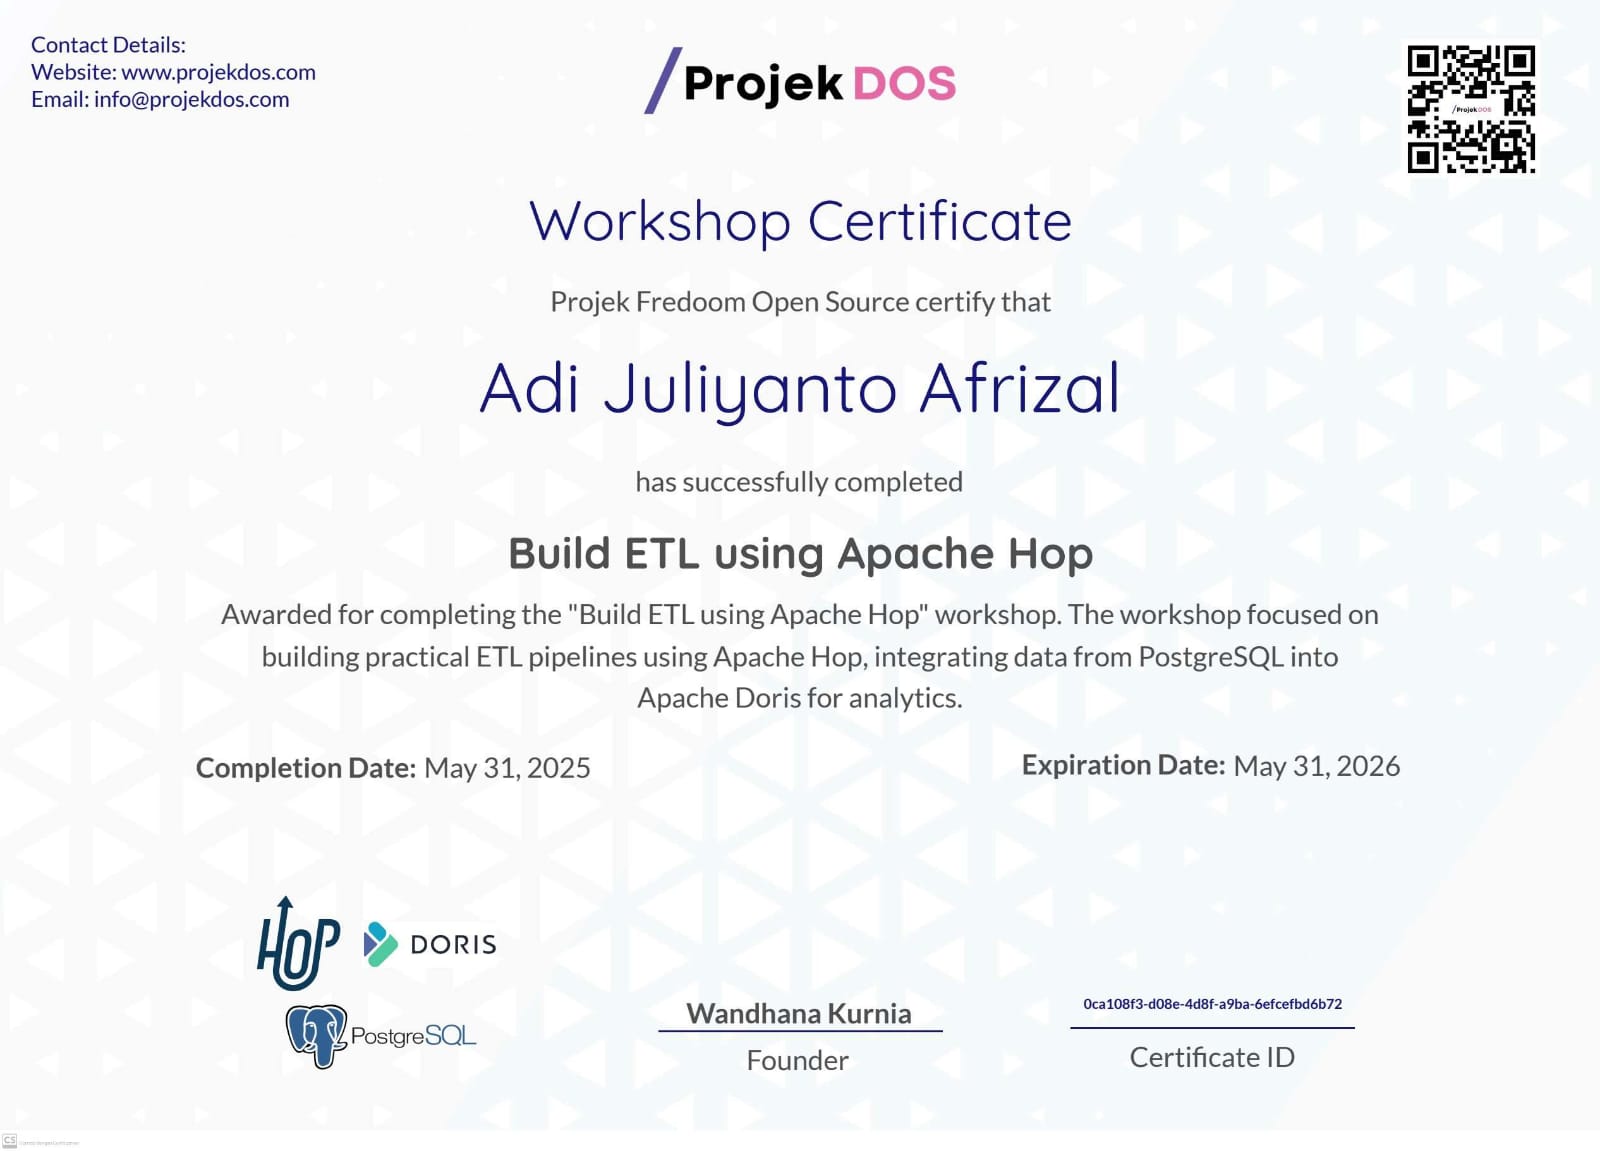 Contact Details:
Website: www.projekdos.com
Email: info@projekdos.com
/Projek DOS
/Projek DOS
Workshop Certificate
Projek Fredoom Open Source certify that
Adi Juliyanto Afrizal
has successfully completed
Build ETL using Apache Hop
Awarded for completing the "Build ETL using Apache Hop" workshop. The workshop focused on
building practical ETL pipelines using Apache Hop, integrating data from PostgreSQL into
Apache Doris for analytics.
Completion Date: May 31, 2025
Expiration Date: May 31, 2026
HOP
DORIS
PostgreSQL
Wandhana Kurnia
Founder
0ca108f3-d08e-4d8f-a9ba-6efcefbd6b72
Certificate ID
CS